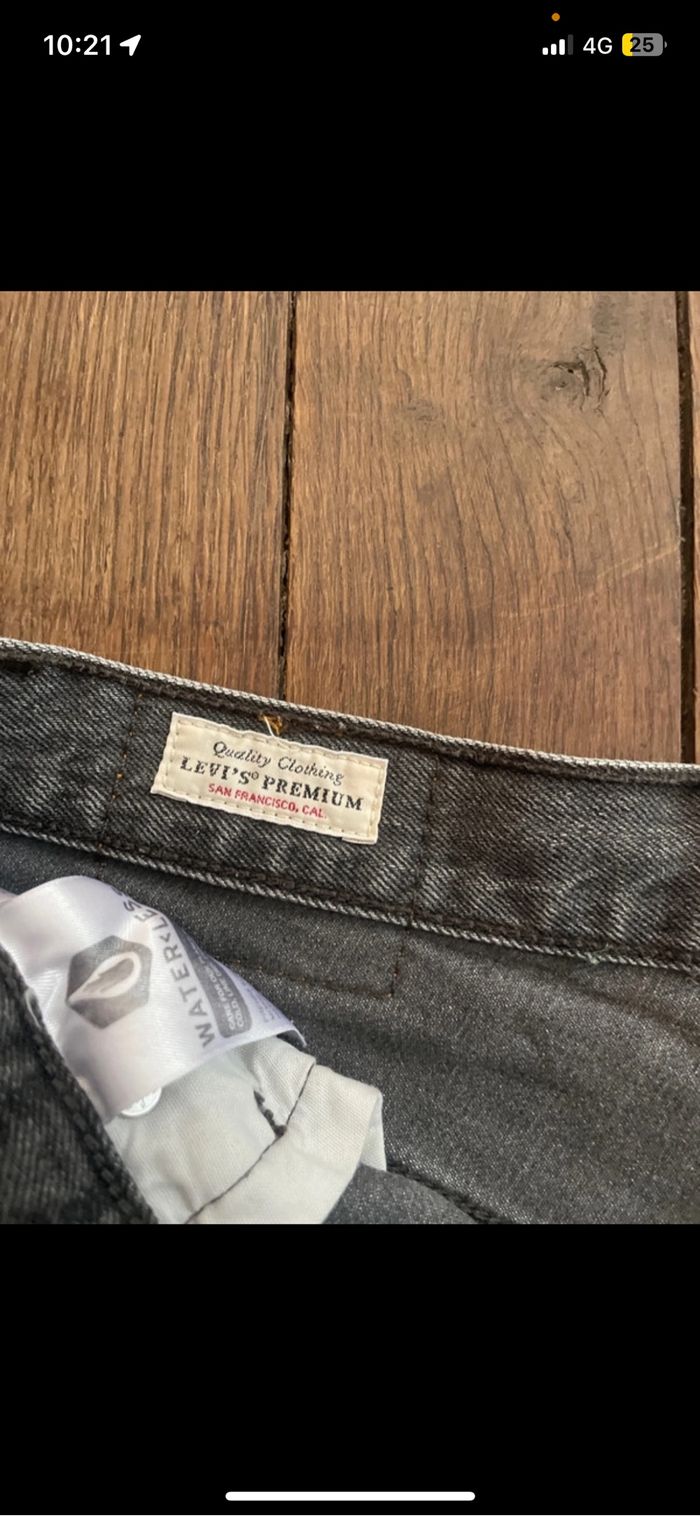 10:21
4G
25
Quality Clothing
LEVI'S® PREMIUM
SAN FRANCISCO, CAL.
WATER<LESS